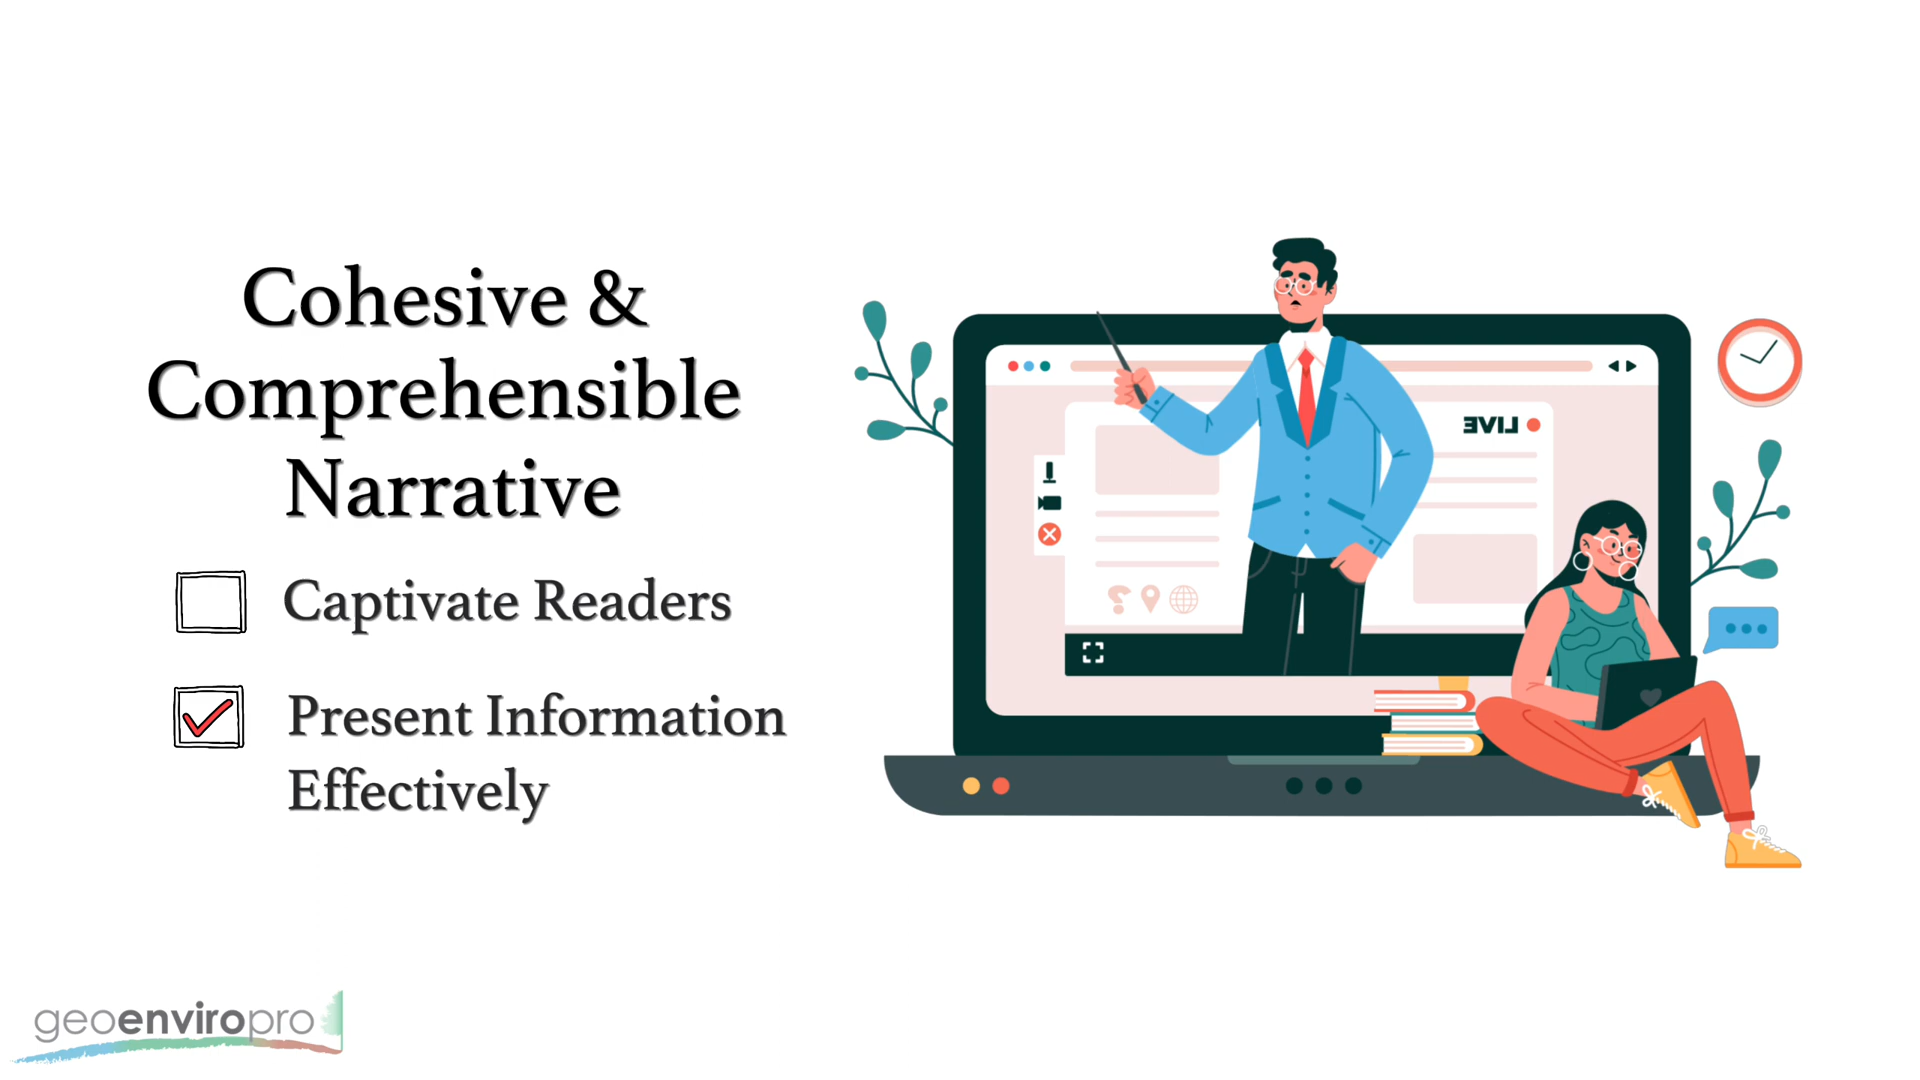 Cohesive &
Comprehensible
Narrative
Captivate Readers
Present Information
Effectively
LIVE
geoenviropro